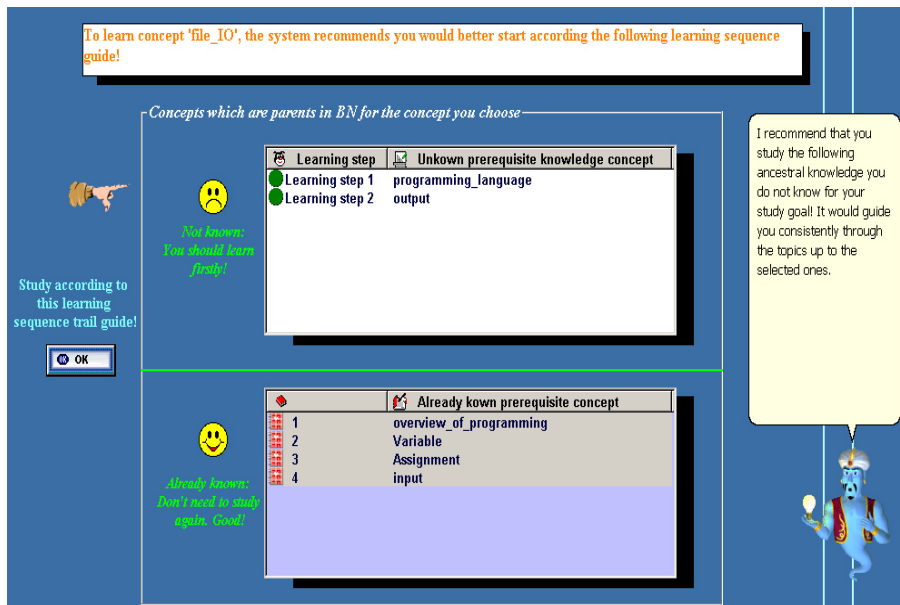 To learn concept 'file_IO', the system recommends you would better start according the following learning sequence
guide!
Concepts which are parents in BN for the concept you choose
Learning step Unkown prerequisite knowledge concept
Learning step 1 programming_language
Learning step 2 output
Not known:
You should learn
firstly!
Study according to
this learning
sequence trail guide!
OK OK
Already kown prerequisite concept
1 overview_of_programming
2 Variable
3 Assignment
4 input
Already known:
Don't need to study
again. Good!
I recommend that you
study the following
ancestral knowledge you
do not know for your
study goal! It would guide
you consistently through
the topics up to the
selected ones.